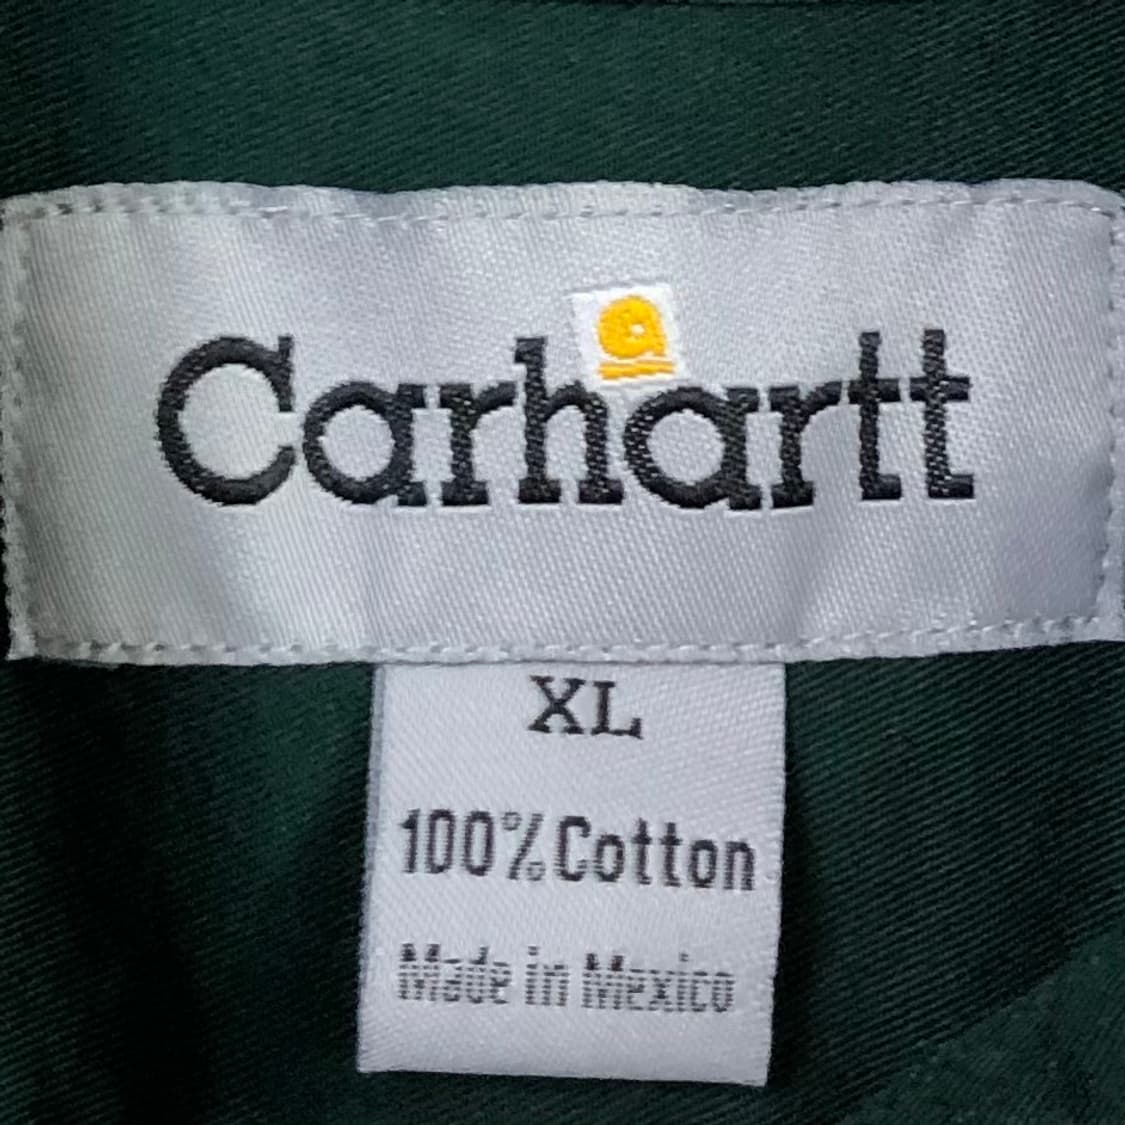 Carhartt
XL
100% Cotton
Made in Mexico